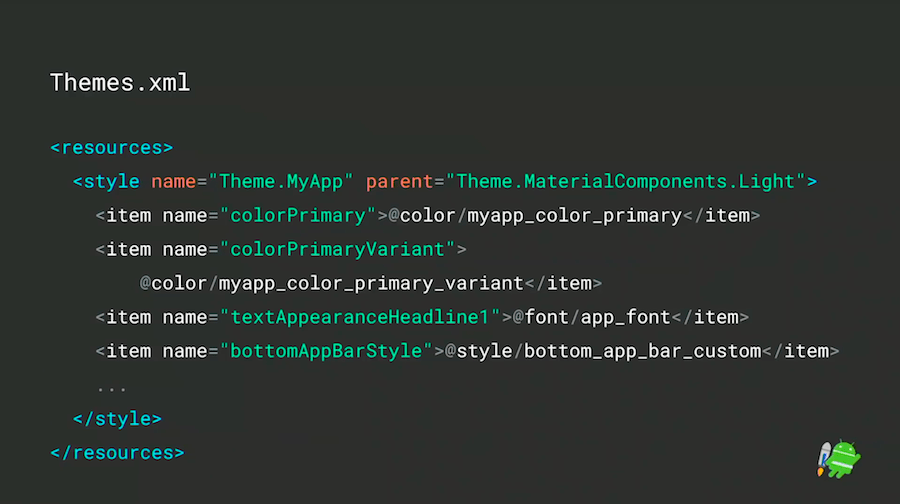 Themes.xml
<resources>
<style name="Theme.MyApp" parent="Theme.MaterialComponents.Light">
<item name="colorPrimary">@color/myapp_color_primary</item>
<item name="colorPrimaryVariant">
@color/myapp_color_primary_variant</item>
<item name="textAppearanceHeadline1">@font/app_font</item>
<item name="bottomAppBarStyle">@style/bottom_app_bar_custom</item>
...
</style>
</resources>